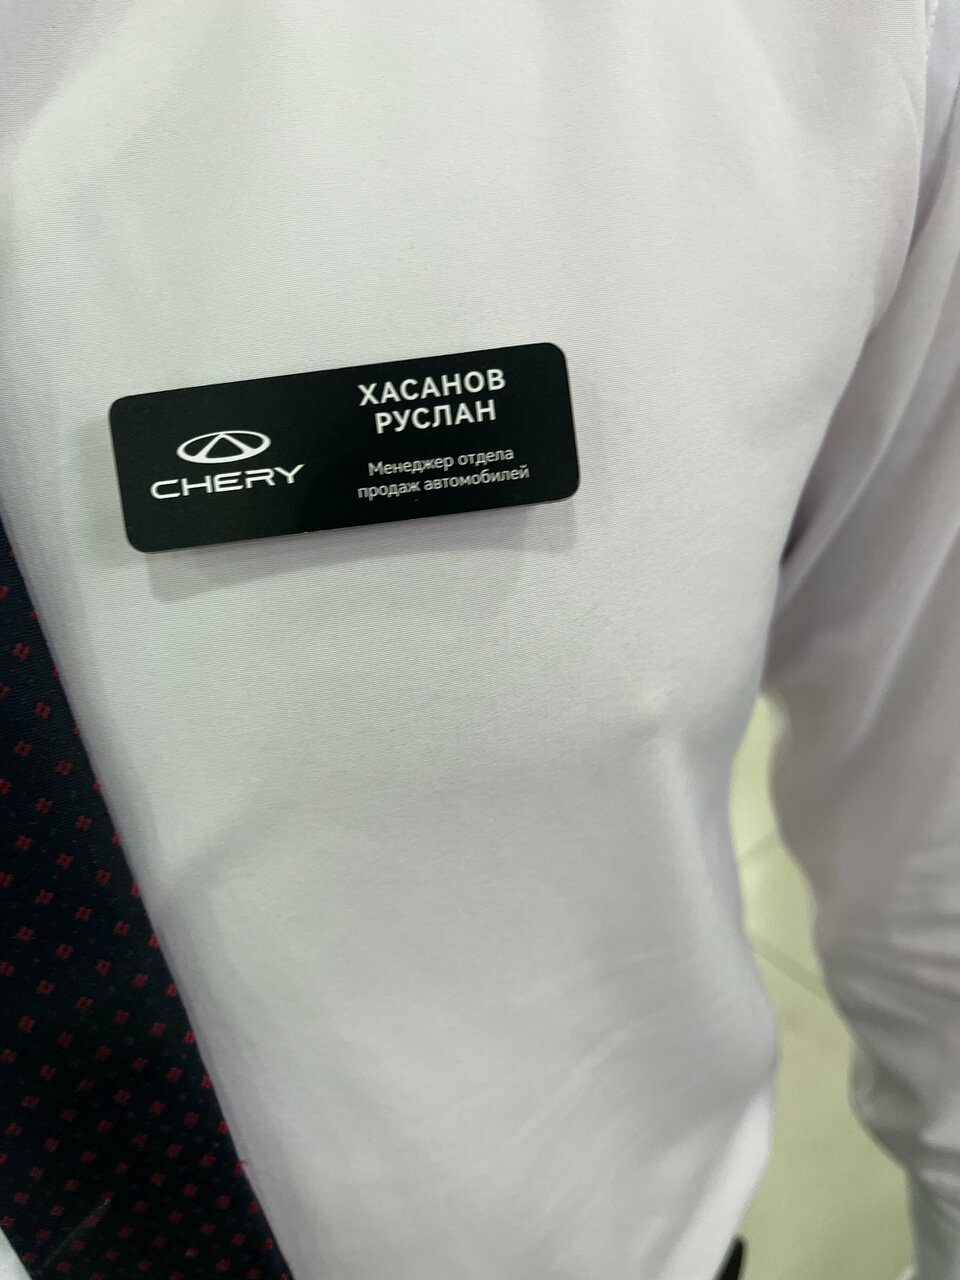 CHERY
ХАСАНОВ
РУСЛАН
Менеджер отдела
продаж автомобилей